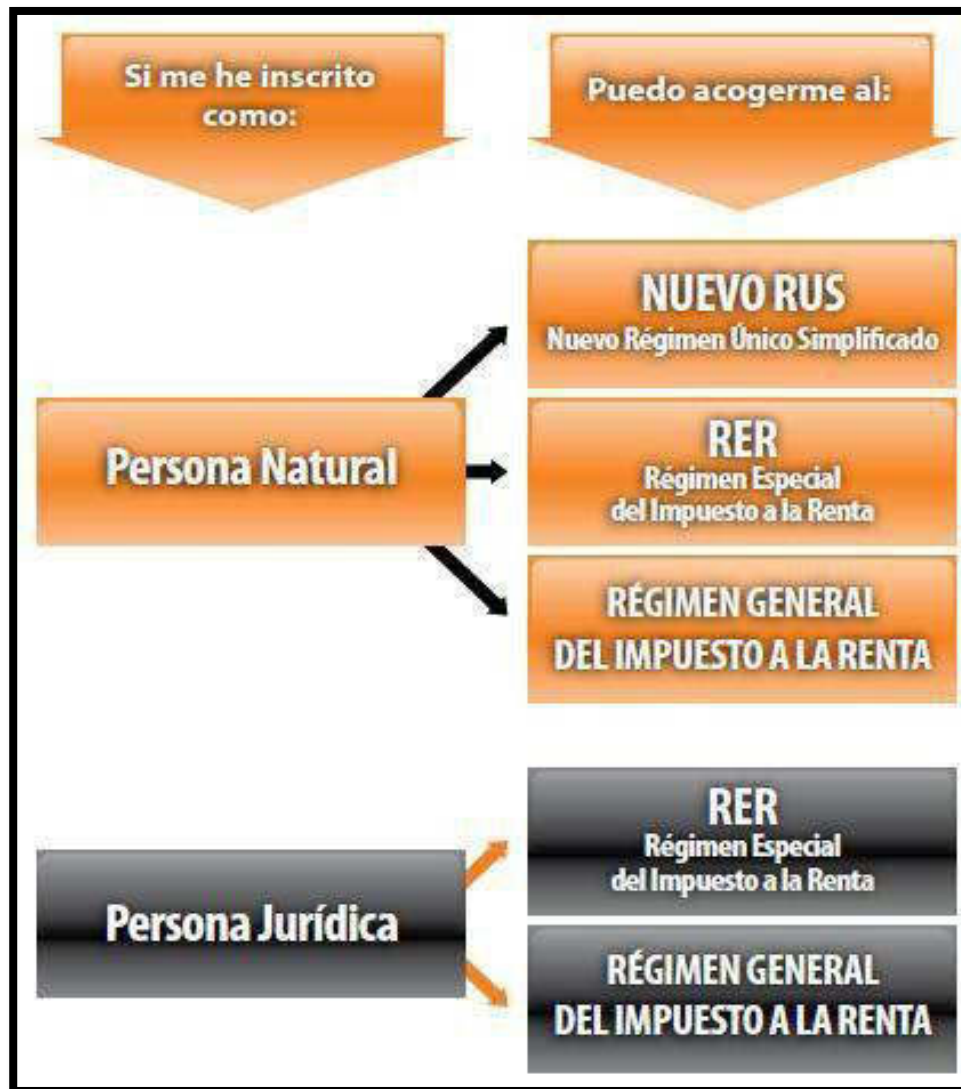 Si me he inscrito
como:
Puedo acogerme al:
NUEVO RUS
Nuevo Régimen Único Simplificado
Persona Natural
RER
Régimen Especial
del Impuesto a la Renta
RÉGIMEN GENERAL
DEL IMPUESTO A LA RENTA
Persona Jurídica
RER
Régimen Especial
del Impuesto a la Renta
RÉGIMEN GENERAL
DEL IMPUESTO A LA RENTA